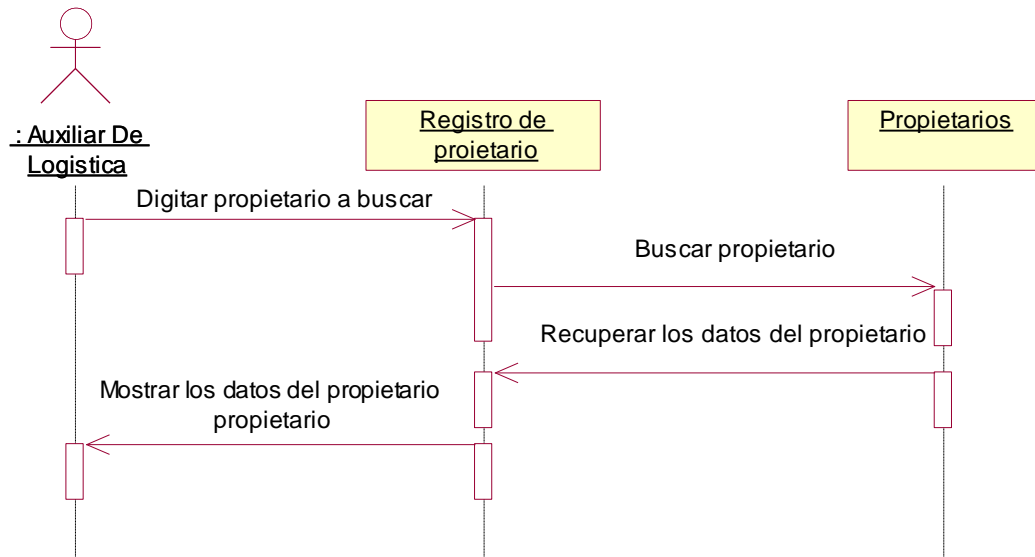 : Auxiliar De
Logistica
Registro de
proietario
Propietarios
Digitar propietario a buscar
Buscar propietario
Recuperar los datos del propietario
Mostrar los datos del propietario
propietario